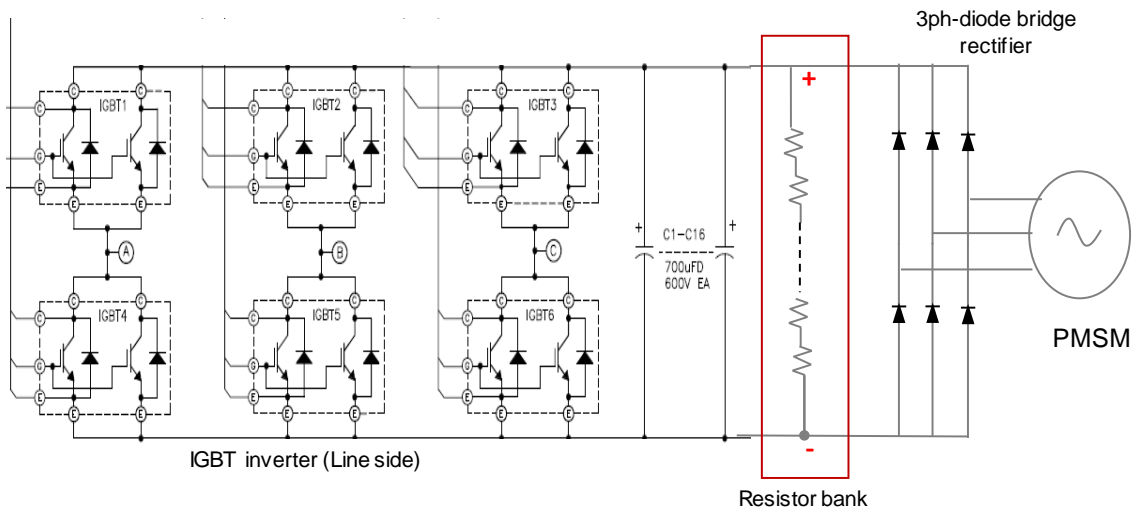 3ph-diode bridge
rectifier
IGBT1
IGBT2
IGBT3
C C C C C C
C C C
G G G
E E E
E E E E E E
A B C
+ C1-C16 +
700uFD
600V EA
C C C C C C
IGBT4
IGBT5
IGBT6
C C C
G G G
E E E
E E E E E E
+
-
PMSM
IGBT inverter (Line side)
Resistor bank